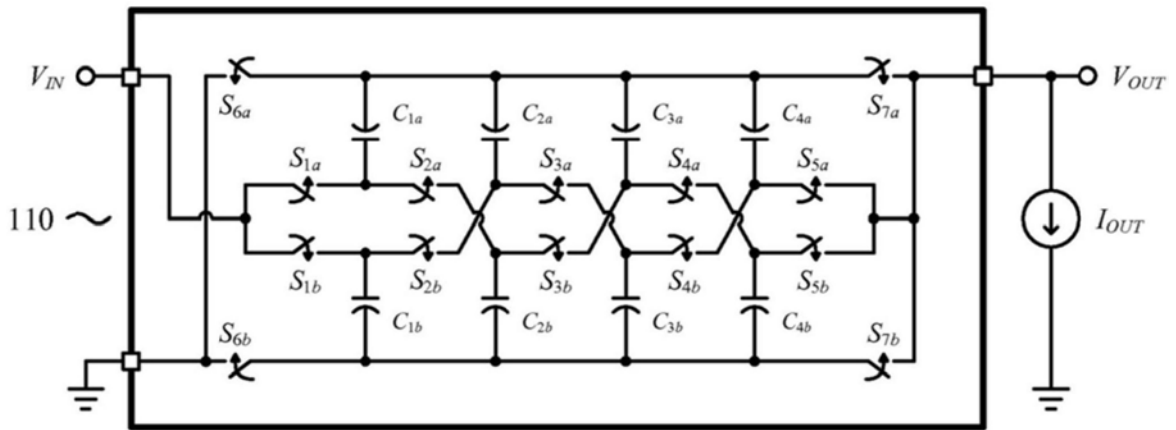 V_IN V_OUT
S_6a S_7a
C_1a C_2a C_3a C_4a
S_1a S_2a S_3a S_4a S_5a
110 I_OUT
S_1b S_2b S_3b S_4b S_5b
C_1b C_2b C_3b C_4b
S_6b S_7b